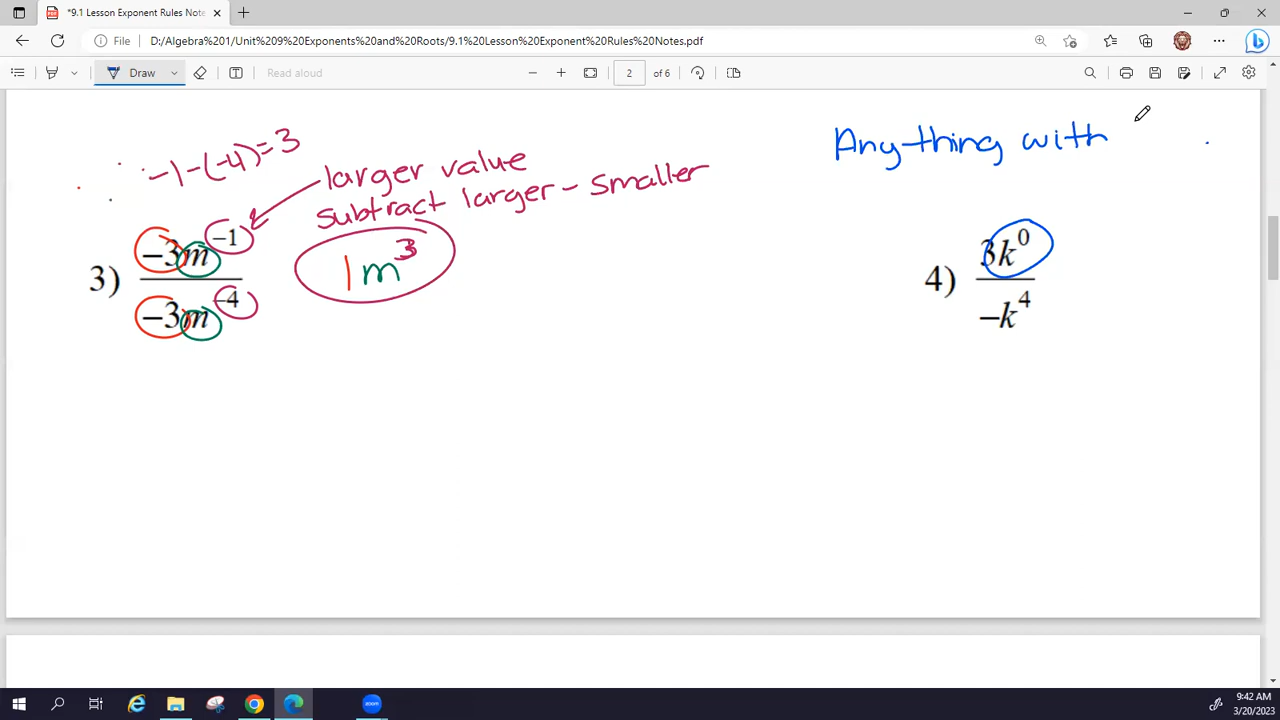 *9.1 Lesson Exponent Rules Note
File D:/Algebra%201/Unit%209%20Exponents%20and%20Roots/9.1%20Lesson%20Exponent%20Rules%20Notes.pdf
Draw Read aloud 2 of 6
-1-(-4)=3
larger value
subtract larger - smaller
3) −3m^−1 / −3m^−4
1m^3
Anything with
4) 3k^0 / −k^4
9:42 AM
3/20/2023